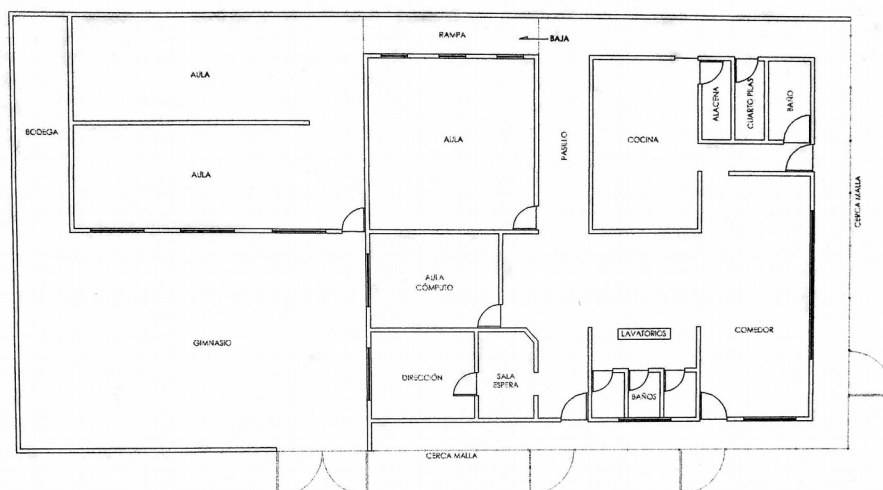 RAMPA
BAJA
AULA
ALACENA
CUARTO PILAS
BAÑO
BODEGA
AULA
AULA
PASILLO
COCINA
CERCA MALLA
AULA
CÓMPUTO
GIMNASIO
LAVATORIOS
COMEDOR
DIRECCIÓN
SALA
ESPERA
BAÑOS
CERCA MALLA